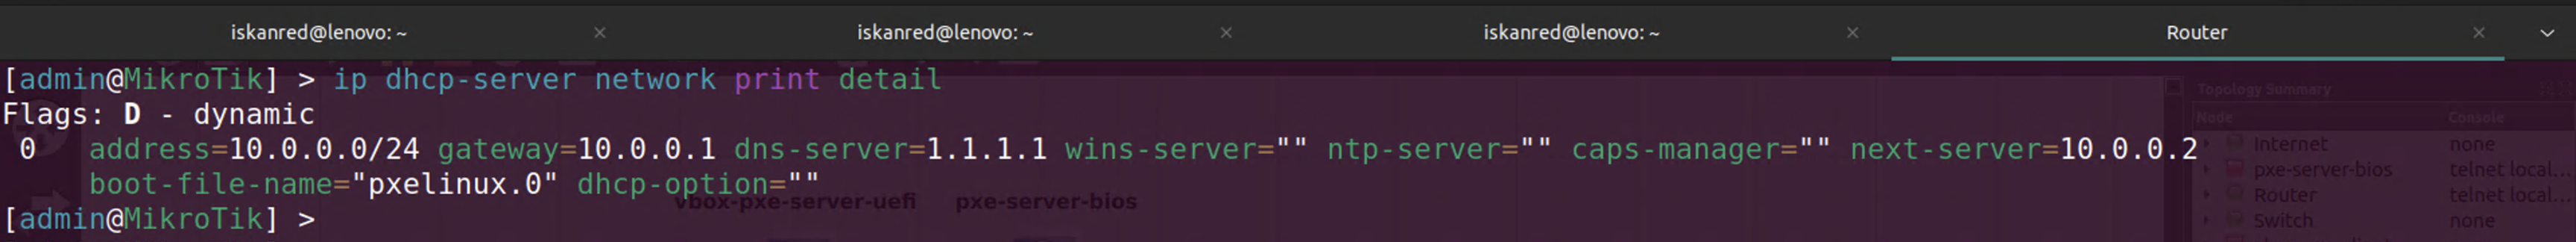 iskanred@lenovo: ~ × iskanred@lenovo: ~ × iskanred@lenovo: ~ × Router ×
[admin@MikroTik] > ip dhcp-server network print detail
Flags: D - dynamic
0 address=10.0.0.0/24 gateway=10.0.0.1 dns-server=1.1.1.1 wins-server="" ntp-server="" caps-manager="" next-server=10.0.0.2
boot-file-name="pxelinux.0" dhcp-option=""
[admin@MikroTik] >
Topology Summary
Node Console
Internet none
pxe-server-bios telnet local...
Router telnet local...
Switch none
vbox-pxe-server-uefi pxe-server-bios